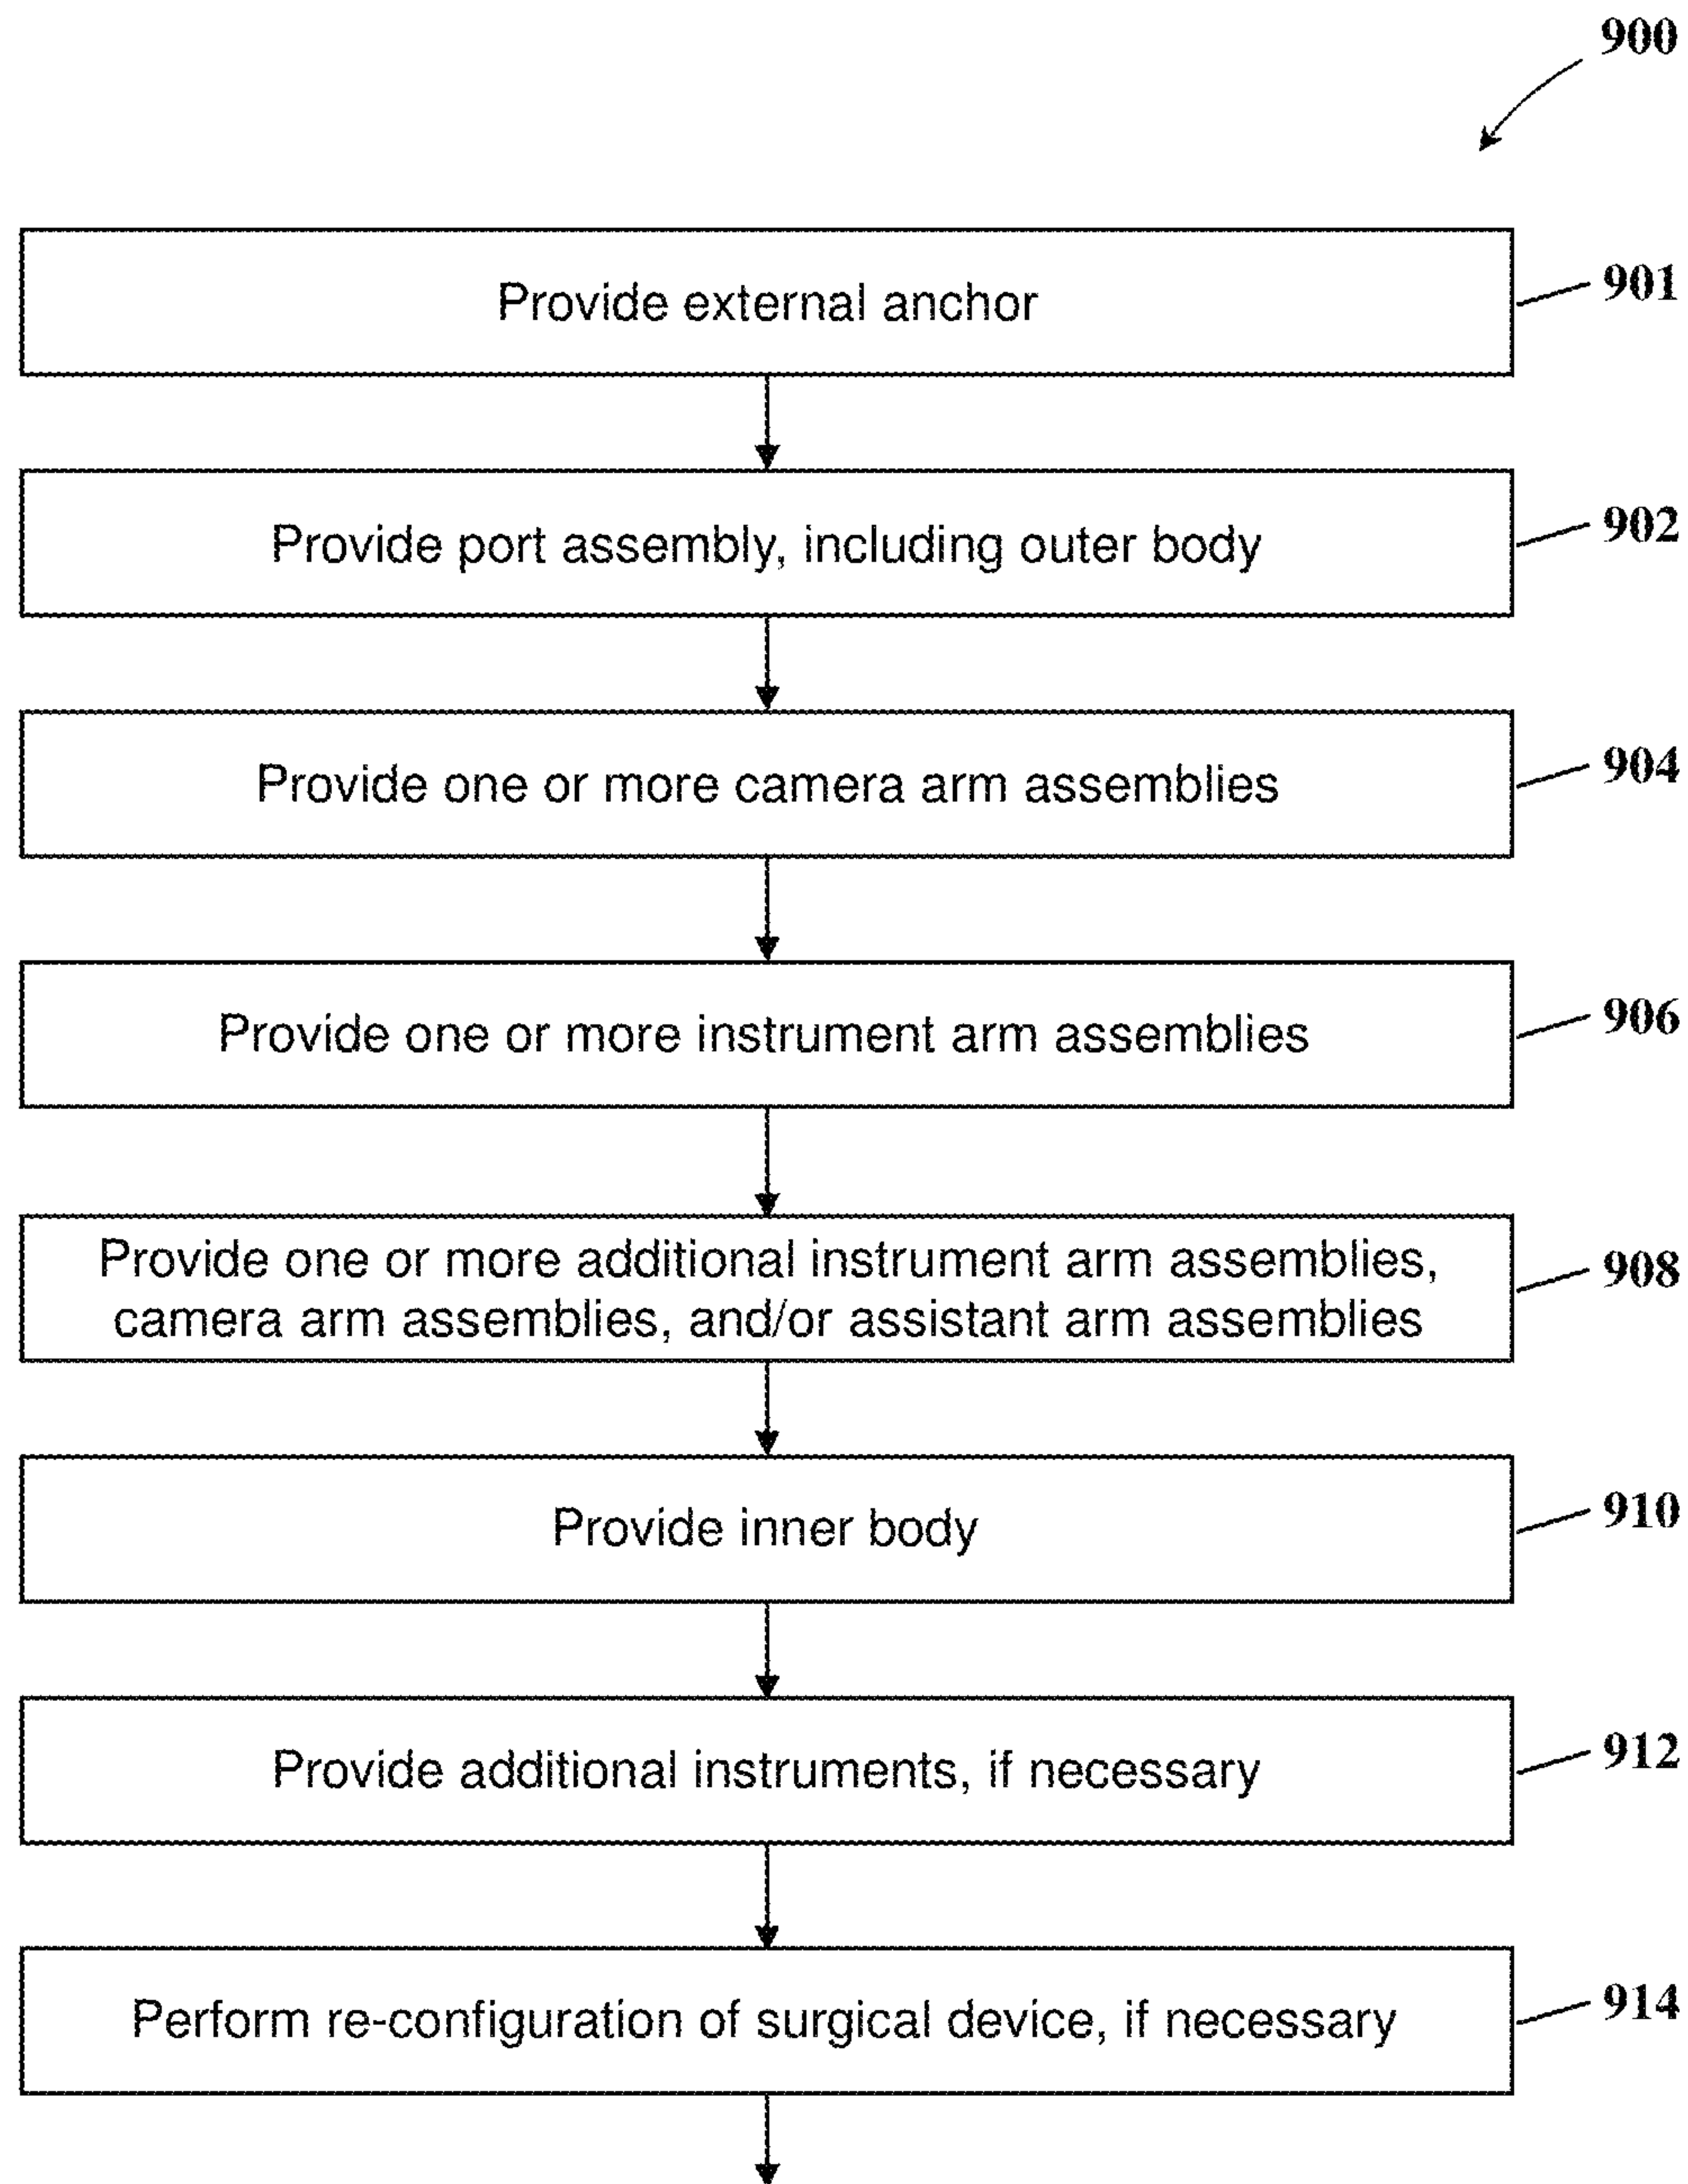 900
Provide external anchor
901
Provide port assembly, including outer body
902
Provide one or more camera arm assemblies
904
Provide one or more instrument arm assemblies
906
Provide one or more additional instrument arm assemblies,
camera arm assemblies, and/or assistant arm assemblies
908
Provide inner body
910
Provide additional instruments, if necessary
912
Perform re-configuration of surgical device, if necessary
914